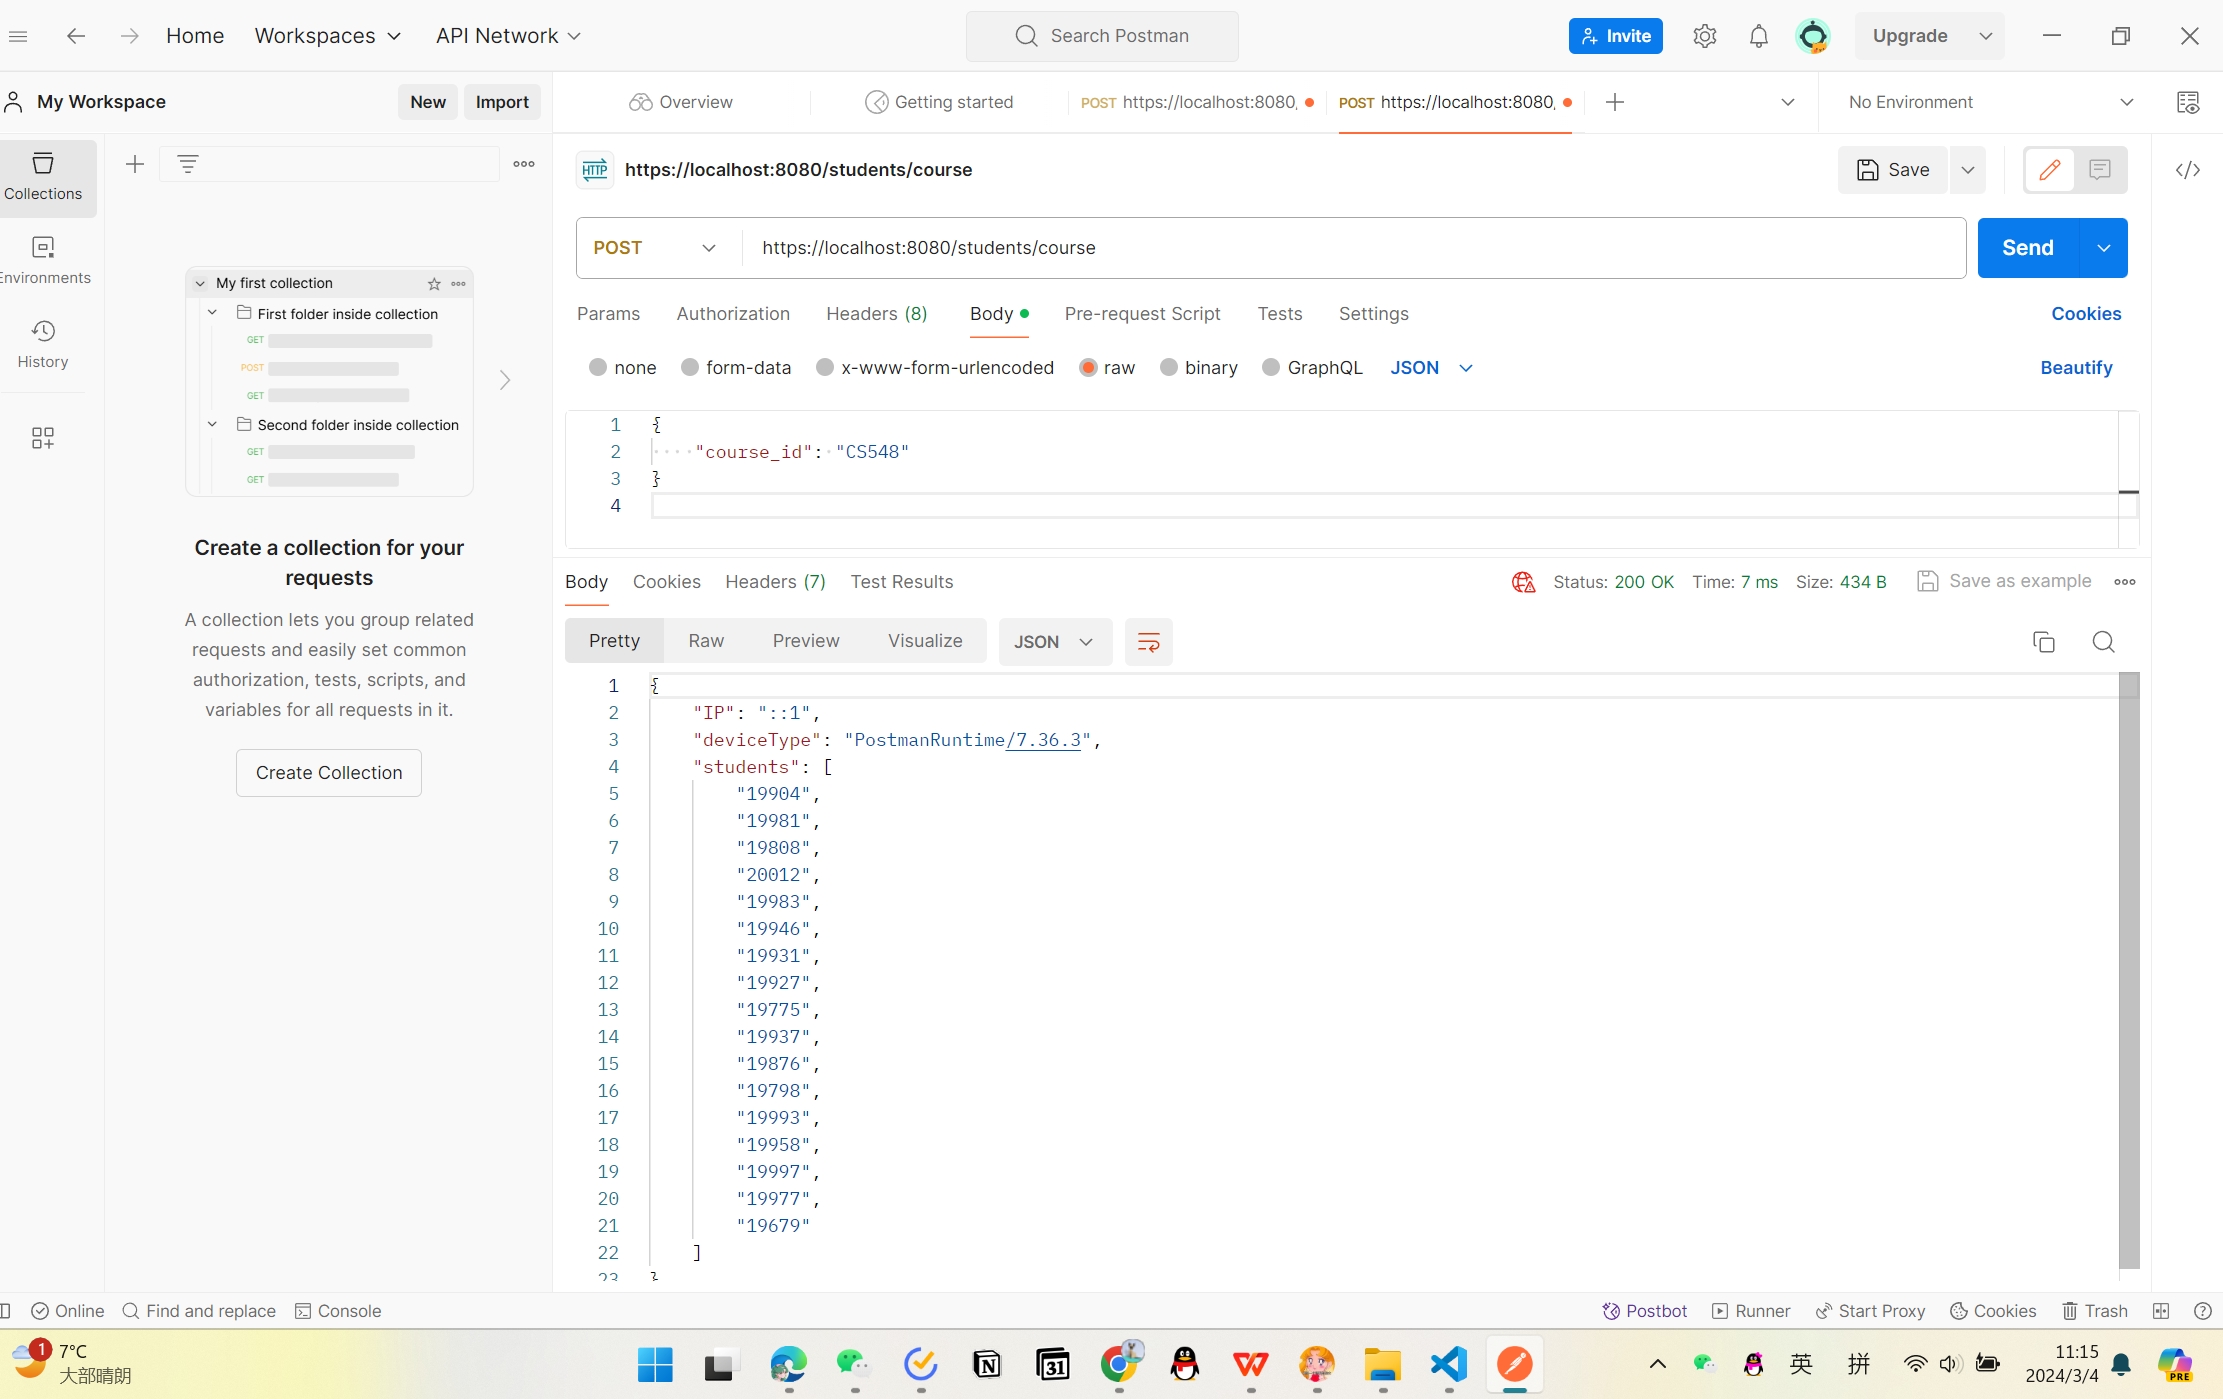 Home
Workspaces
API Network
Search Postman
Invite
Upgrade
My Workspace
New
Import
Overview
Getting started
POST https://localhost:8080,
POST https://localhost:8080,
No Environment
Collections
Environments
History
My first collection
First folder inside collection
GET
POST
GET
Second folder inside collection
GET
GET
Create a collection for your
requests
A collection lets you group related
requests and easily set common
authorization, tests, scripts, and
variables for all requests in it.
Create Collection
HTTP https://localhost:8080/students/course
Save
POST https://localhost:8080/students/course
Send
Params Authorization Headers (8) Body Pre-request Script Tests Settings
Cookies
none form-data x-www-form-urlencoded raw binary GraphQL JSON
Beautify
1 {
2 ····"course_id":·"CS548"
3 }
4
Body Cookies Headers (7) Test Results
Status: 200 OK Time: 7 ms Size: 434 B Save as example
Pretty Raw Preview Visualize JSON
1 {
2 "IP": "::1",
3 "deviceType": "PostmanRuntime/7.36.3",
4 "students": [
5 "19904",
6 "19981",
7 "19808",
8 "20012",
9 "19983",
10 "19946",
11 "19931",
12 "19927",
13 "19775",
14 "19937",
15 "19876",
16 "19798",
17 "19993",
18 "19958",
19 "19997",
20 "19977",
21 "19679"
22 ]
23 }
Online Find and replace Console
Postbot Runner Start Proxy Cookies Trash
1
7°C
大部晴朗
31
英 拼
11:15
2024/3/4
PRE